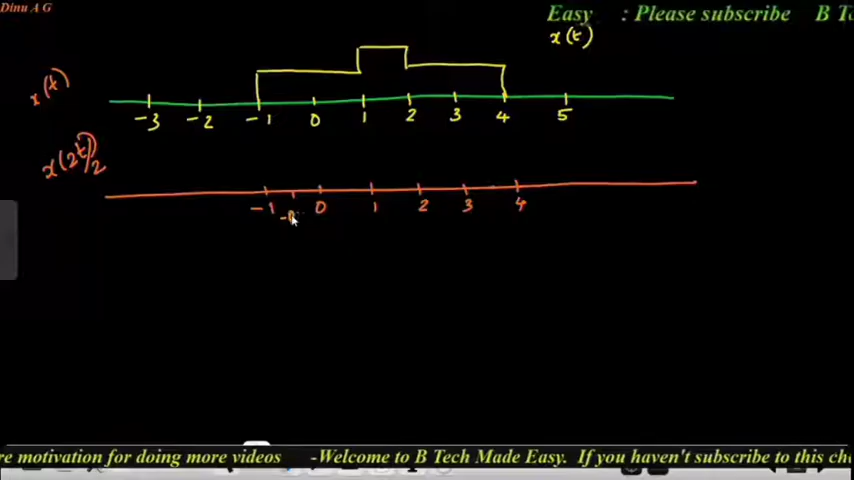 Dinu A G
Easy : Please subscribe B T
x(t)
x(t)
-3 -2 -1 0 1 2 3 4 5
x(2t)/2
-1 0 1 2 3 4
re motivation for doing more videos -Welcome to B Tech Made Easy. If you haven't subscribe to this ch